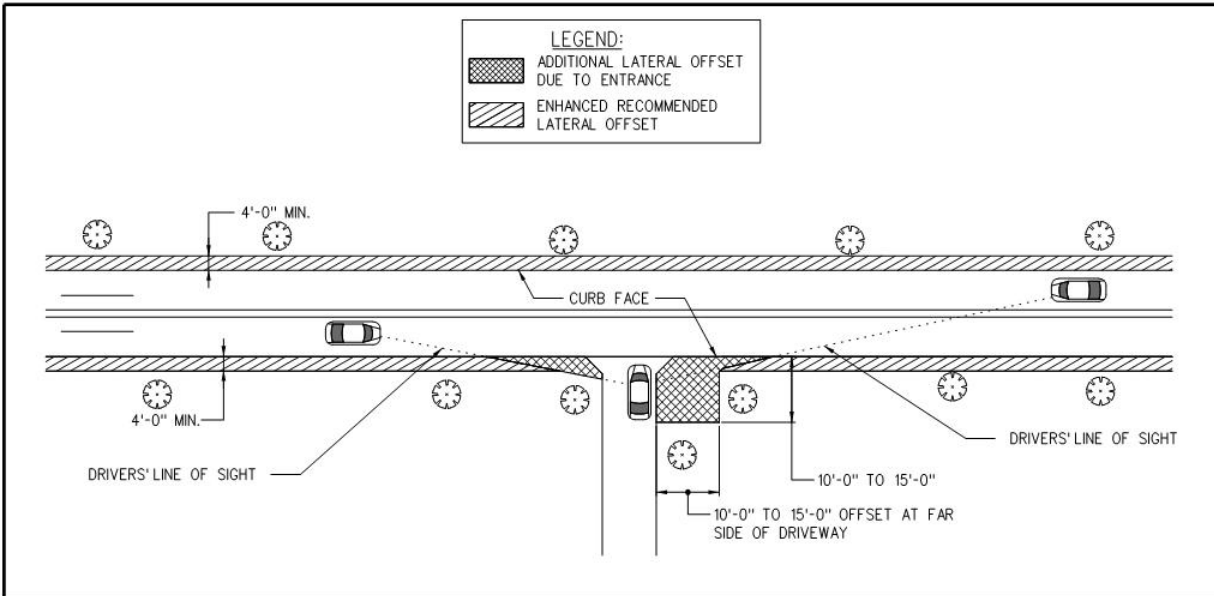 LEGEND:
ADDITIONAL LATERAL OFFSET
DUE TO ENTRANCE
ENHANCED RECOMMENDED
LATERAL OFFSET
4'-0" MIN.
CURB FACE
4'-0" MIN.
DRIVERS' LINE OF SIGHT
DRIVERS' LINE OF SIGHT
10'-0" TO 15'-0"
10'-0" TO 15'-0" OFFSET AT FAR
SIDE OF DRIVEWAY